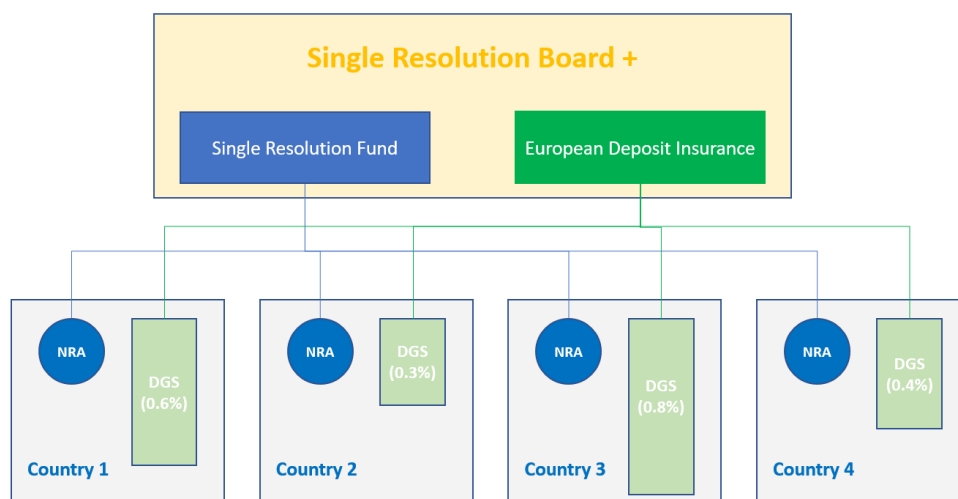 Single Resolution Board +
Single Resolution Fund
European Deposit Insurance
NRA
DGS
(0.6%)
Country 1
NRA
DGS
(0.3%)
Country 2
NRA
DGS
(0.8%)
Country 3
NRA
DGS
(0.4%)
Country 4